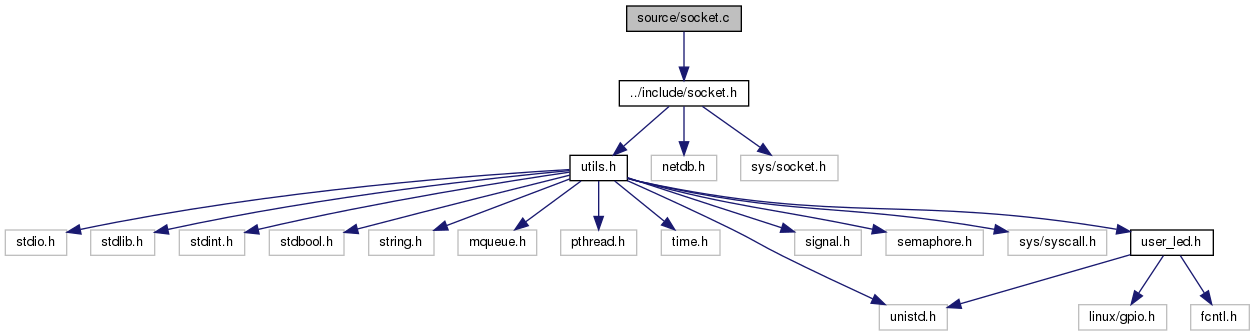 source/socket.c
../include/socket.h
utils.h
netdb.h
sys/socket.h
stdio.h
stdlib.h
stdint.h
stdbool.h
string.h
mqueue.h
pthread.h
time.h
signal.h
semaphore.h
sys/syscall.h
user_led.h
unistd.h
linux/gpio.h
fcntl.h